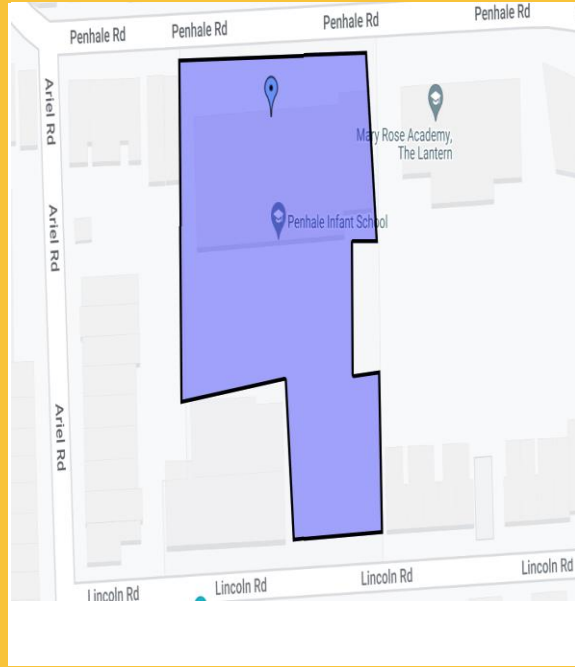 Penhale Rd
Penhale Rd
Penhale Rd
Penhale Rd
Ariel Rd
Mary Rose Academy,
The Lantern
Ariel Rd
Penhale Infant School
Ariel Rd
Lincoln Rd
Lincoln Rd
Lincoln Rd
Lincoln Rd